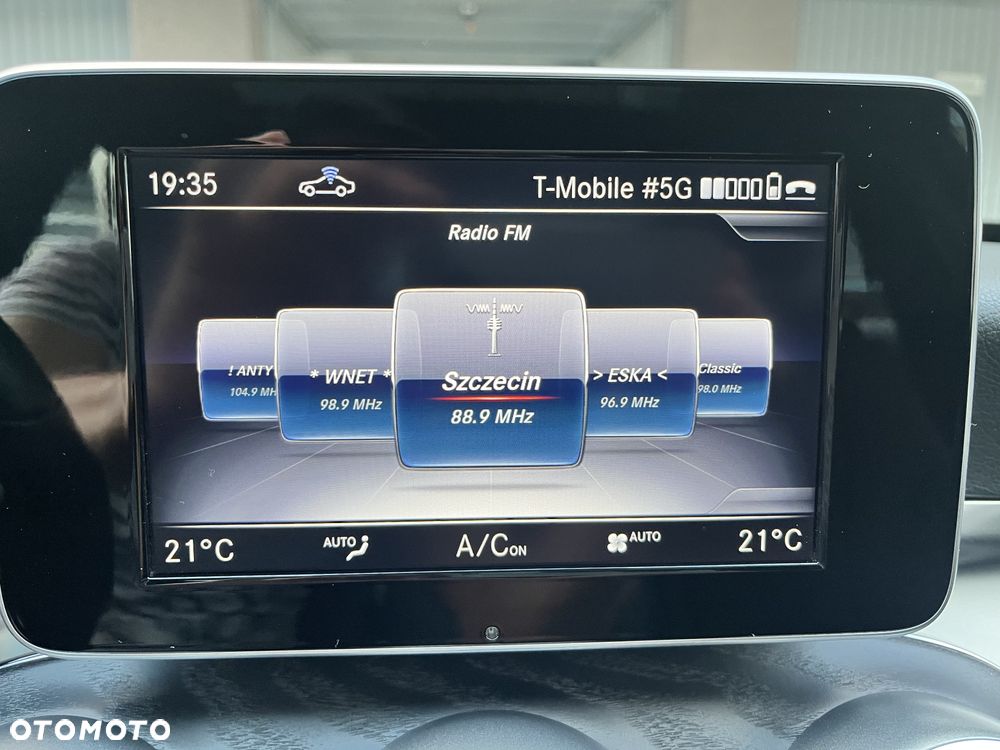 19:35 T-Mobile #5G
Radio FM
! ANTY * WNET * Szczecin > ESKA < Classic
104.9 MH 98.9 MHz 88.9 MHz 96.9 MHz 98.0 MHz
21°C AUTO A/C ON AUTO 21°C
OTOMOTO